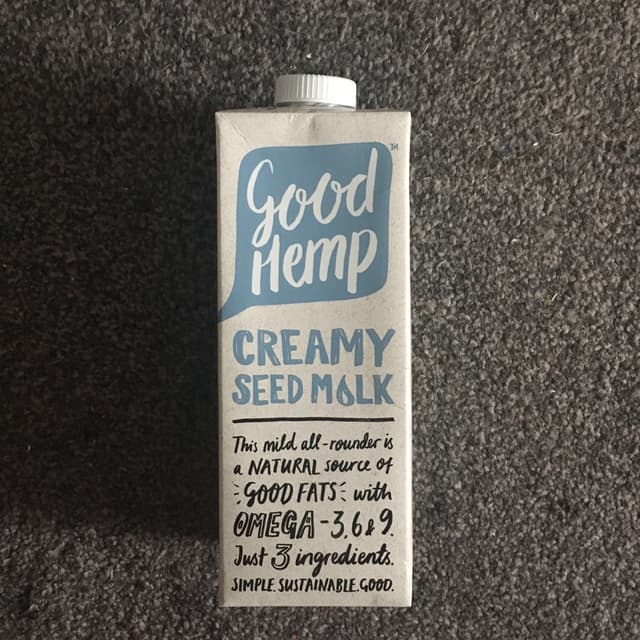 Good
Hemp
™
CREAMY
SEED MilK
This mild all-rounder is
a NATURAL source of
GOOD FATS with
OMEGA-3,6&9.
Just 3 ingredients.
SIMPLE. SUSTAINABLE. GOOD.